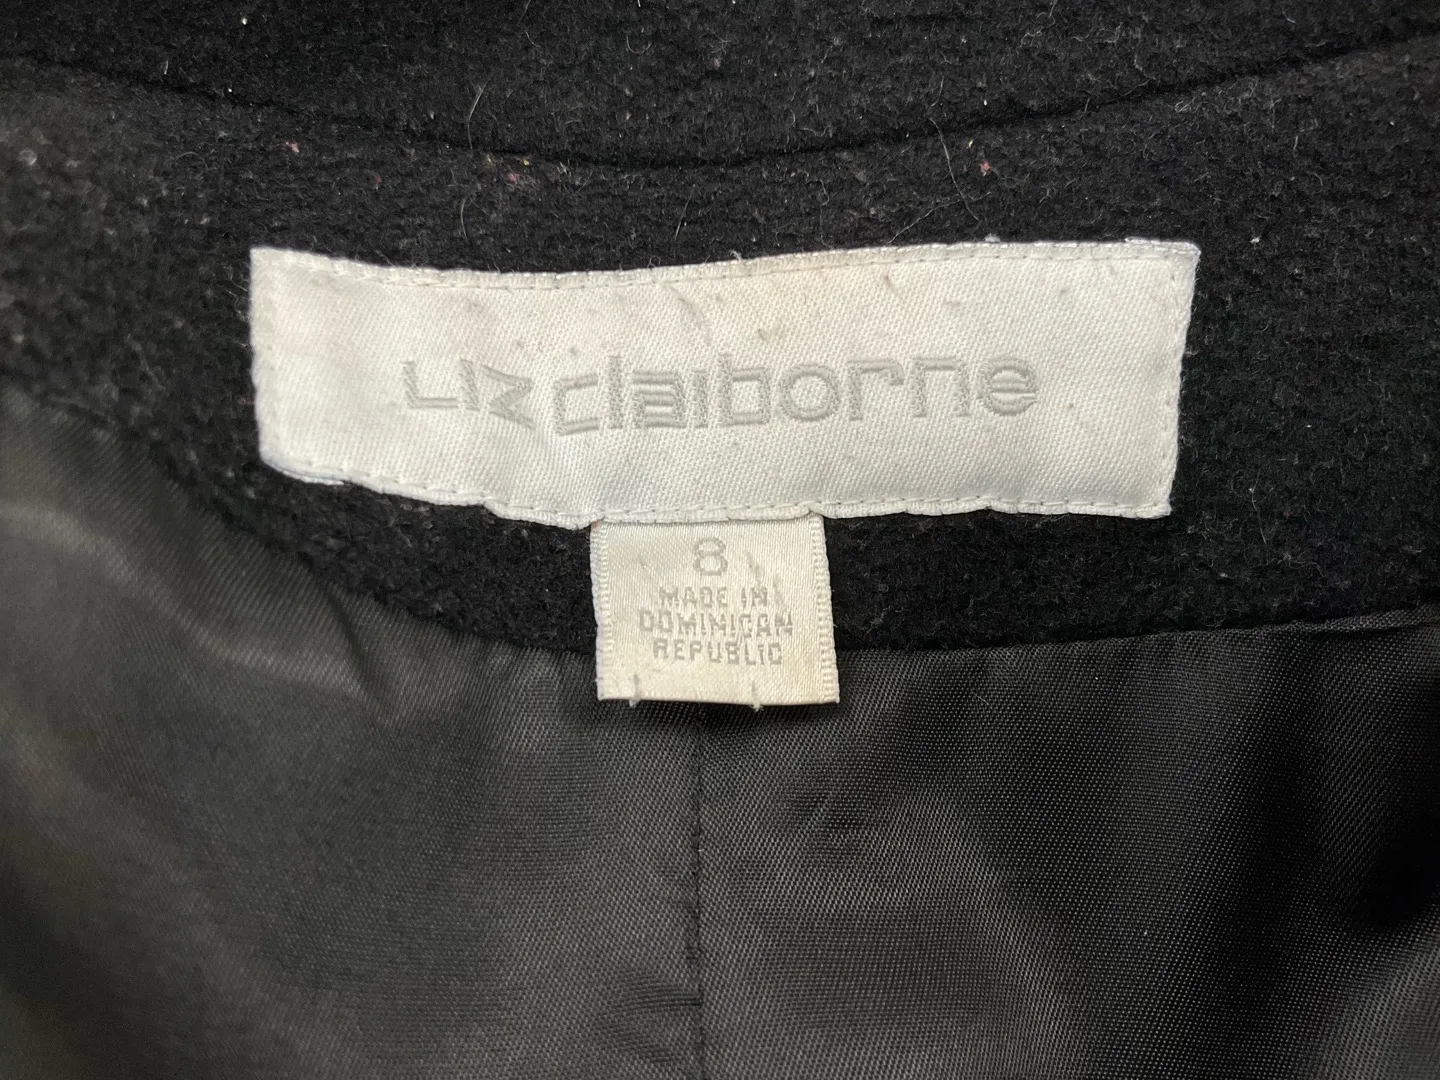 Liz claiborne
8
MADE IN
DOMINICAN
REPUBLIC